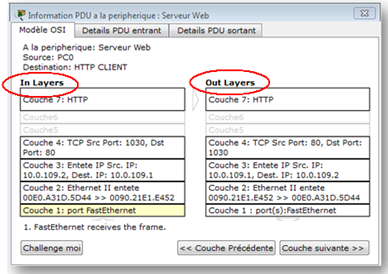 Information PDU a la peripherique : Serveur Web
Modèle OSI
Details PDU entrant
Details PDU sortant
A la peripherique: Serveur Web
Source: PC0
Destination: HTTP CLIENT
In Layers
Couche 7: HTTP
Couche6
Couche5
Couche 4: TCP Src Port: 1030, Dst
Port: 80
Couche 3: Entete IP Src. IP:
10.0.109.2, Dest. IP: 10.0.109.1
Couche 2: Ethernet II entete
00E0.A31D.5D44 >> 0090.21E1.E452
Couche 1: port FastEthernet
Out Layers
Couche 7: HTTP
Couche6
Couche5
Couche 4: TCP Src Port: 80, Dst Port:
1030
Couche 3: Entete IP Src. IP:
10.0.109.1, Dest. IP: 10.0.109.2
Couche 2: Ethernet II entete
0090.21E1.E452 >> 00E0.A31D.5D44
Couche 1 : port(s):FastEthernet
1. FastEthernet receives the frame.
Challenge moi
<< Couche Précédente
Couche suivante >>